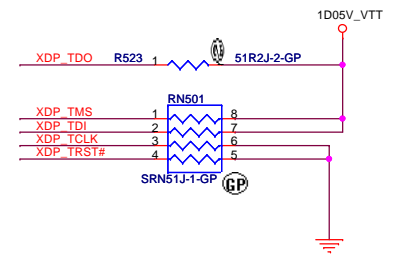 1D05V_VTT
XDP_TDO R523 1 2 51R2J-2-GP
RN501
XDP_TMS 1 8
XDP_TDI 2 7
XDP_TCLK 3 6
XDP_TRST# 4 5
SRN51J-1-GP GP